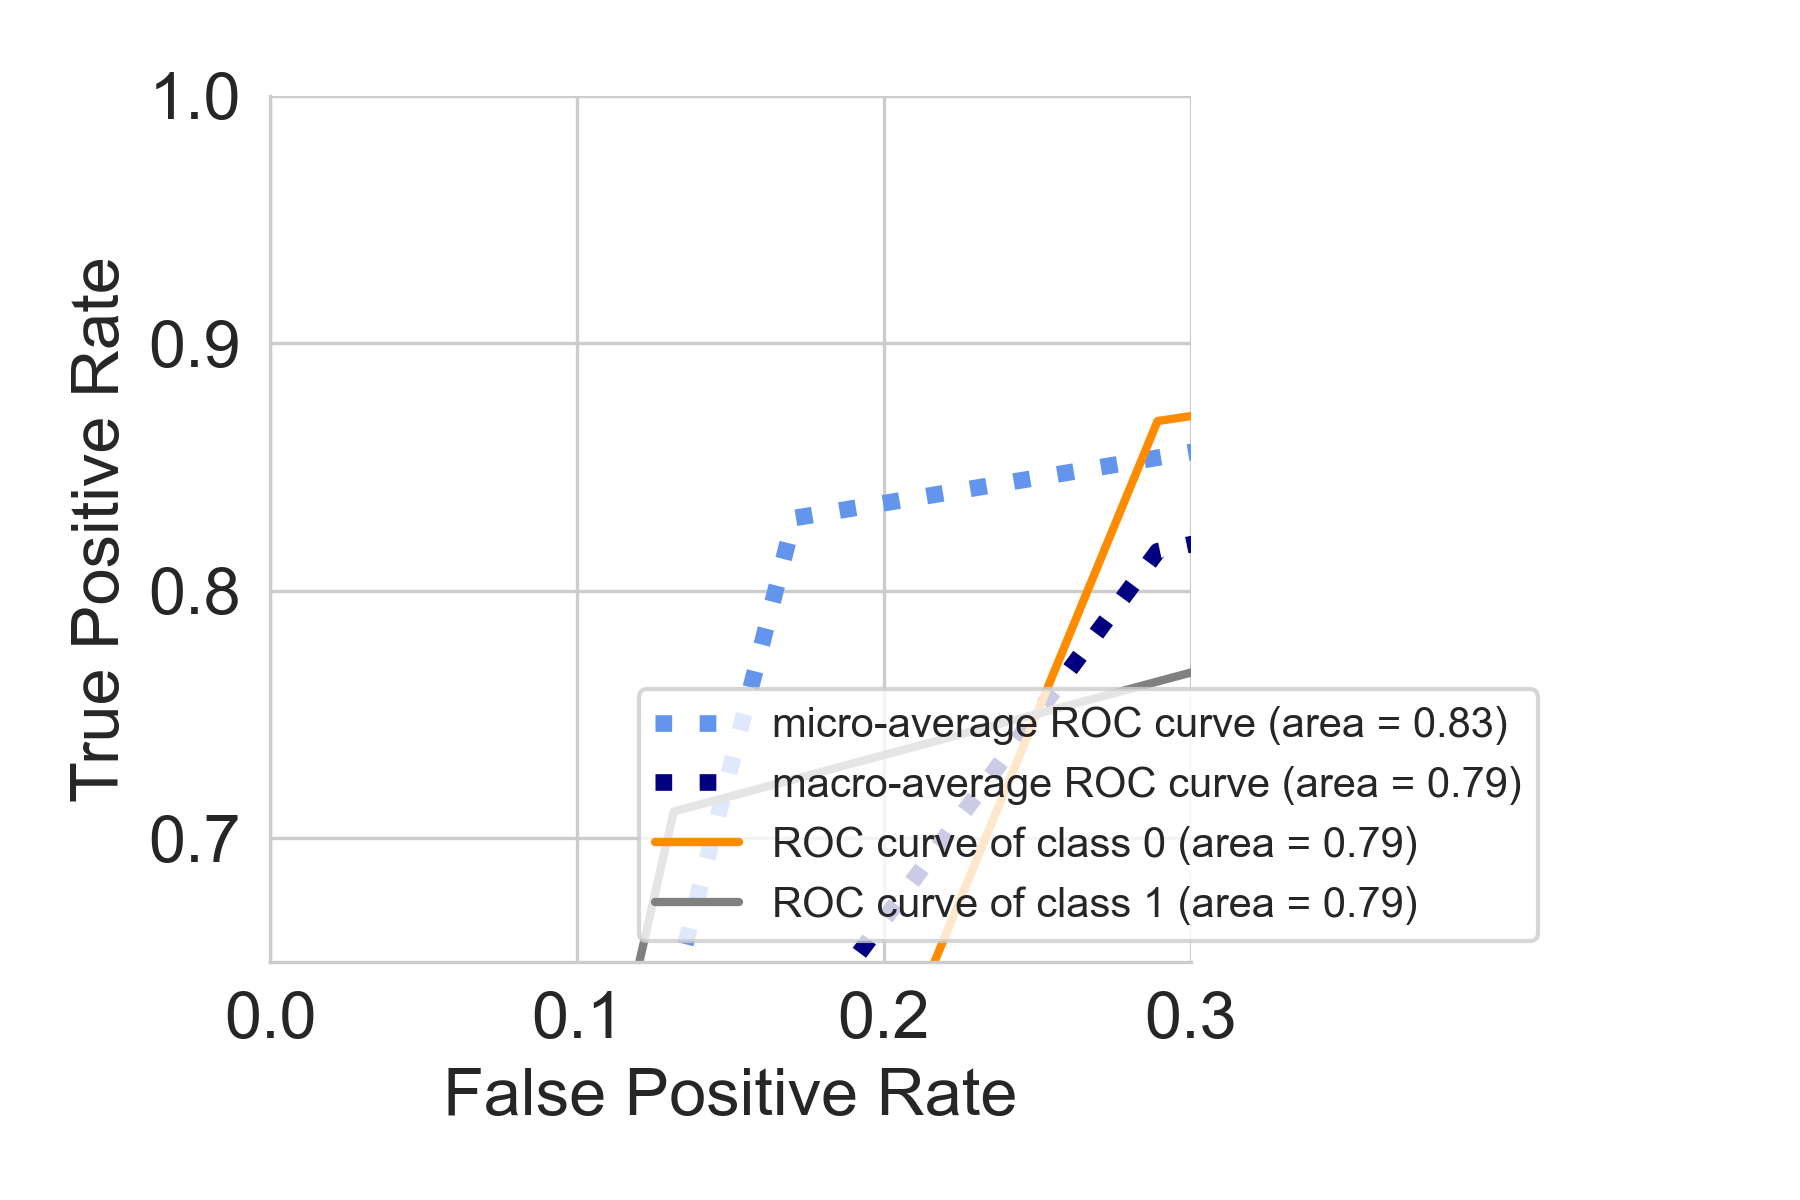 1.0
0.9
0.8
0.7
True Positive Rate
micro-average ROC curve (area = 0.83)
macro-average ROC curve (area = 0.79)
ROC curve of class 0 (area = 0.79)
ROC curve of class 1 (area = 0.79)
0.0 0.1 0.2 0.3
False Positive Rate